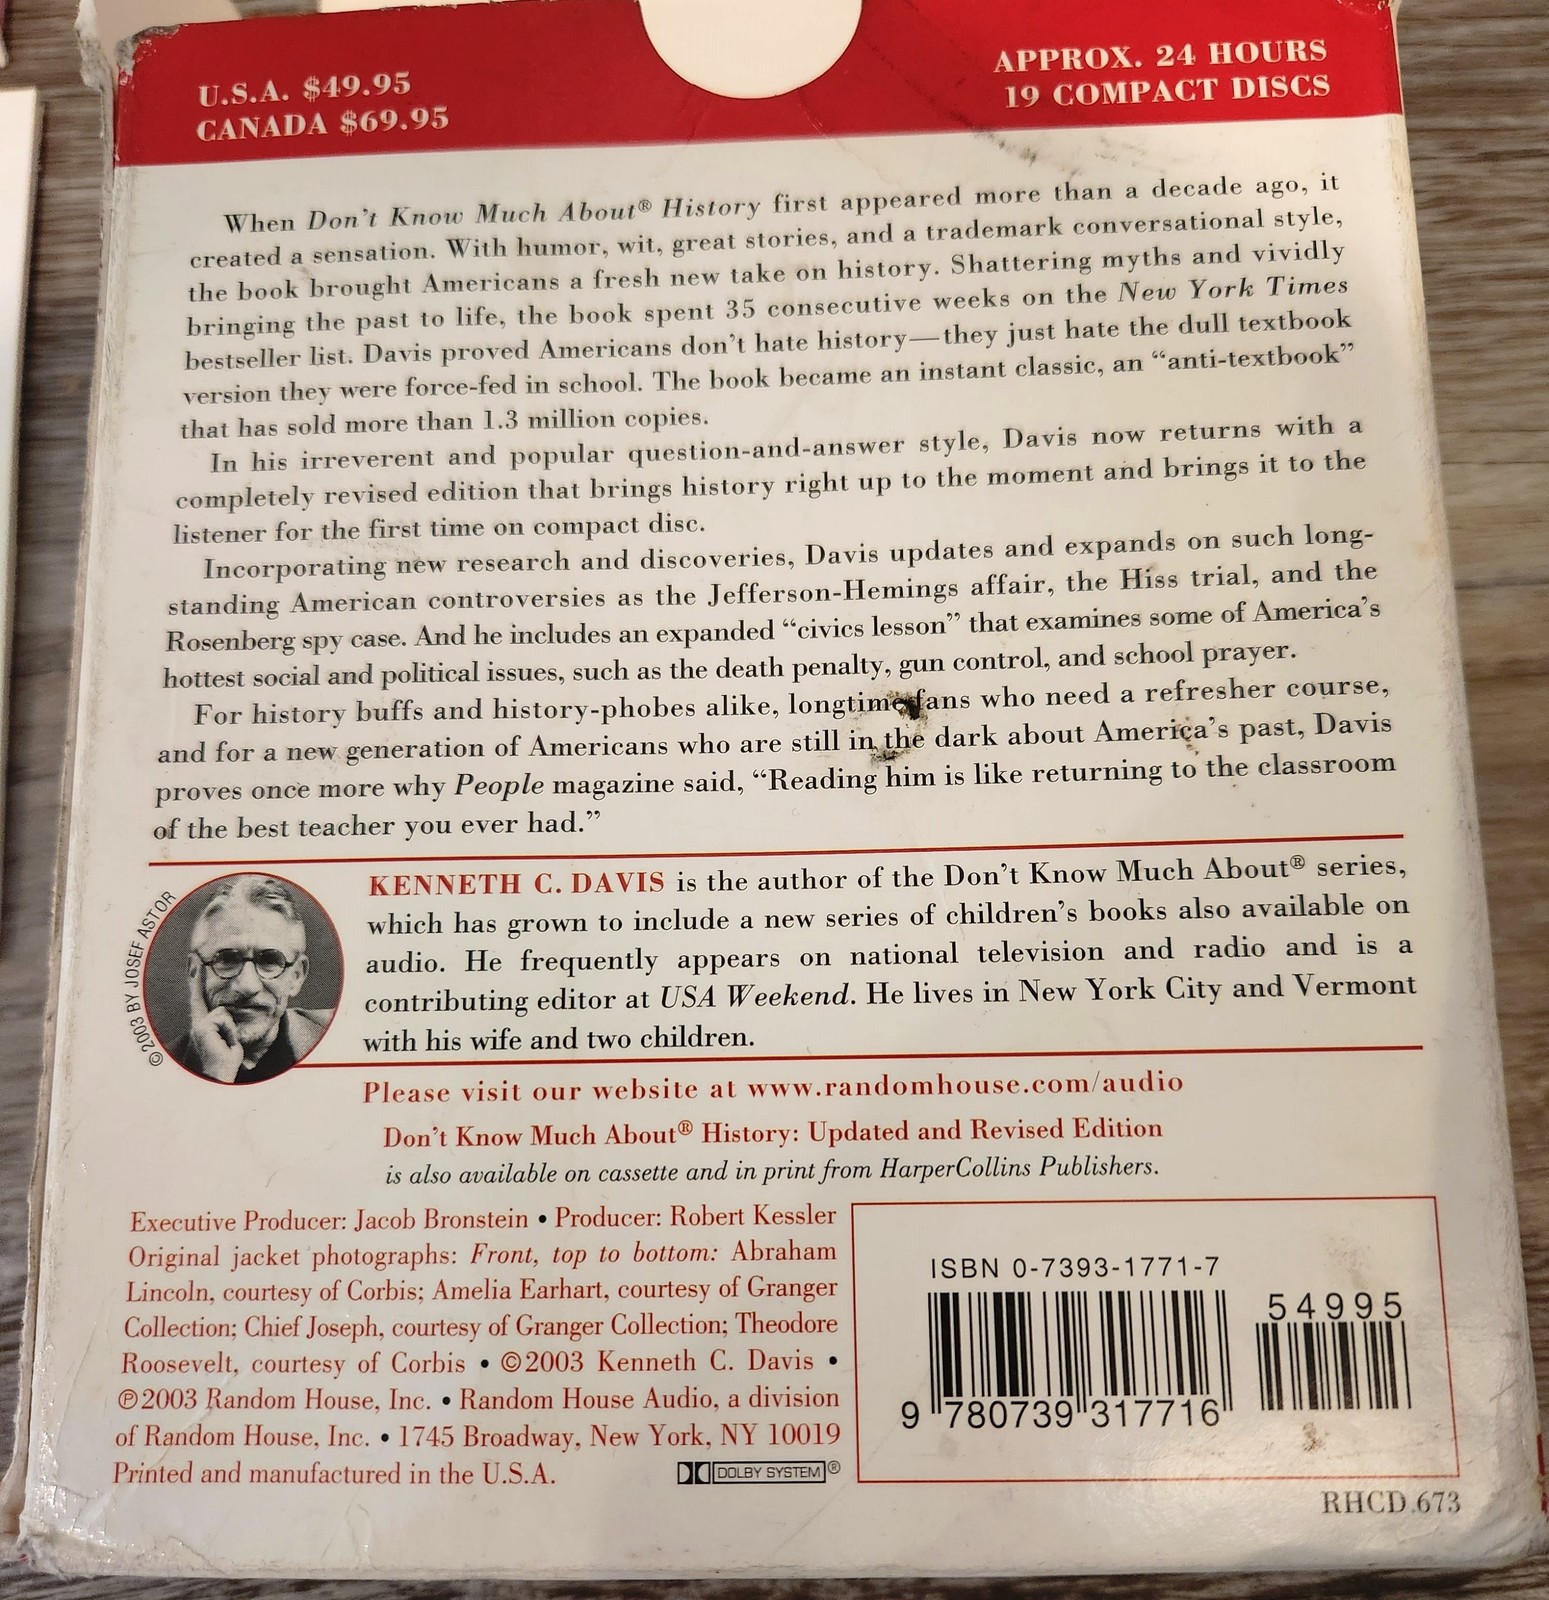 U.S.A. $49.95
CANADA $69.95
APPROX. 24 HOURS
19 COMPACT DISCS
When Don't Know Much About® History first appeared more than a decade ago, it
created a sensation. With humor, wit, great stories, and a trademark conversational style,
the book brought Americans a fresh new take on history. Shattering myths and vividly
bringing the past to life, the book spent 35 consecutive weeks on the New York Times
bestseller list. Davis proved Americans don't hate history—they just hate the dull textbook
version they were force-fed in school. The book became an instant classic, an “anti-textbook”
that has sold more than 1.3 million copies.
In his irreverent and popular question-and-answer style, Davis now returns with a
completely revised edition that brings history right up to the moment and brings it to the
listener for the first time on compact disc.
Incorporating new research and discoveries, Davis updates and expands on such long-
standing American controversies as the Jefferson-Hemings affair, the Hiss trial, and the
Rosenberg spy case. And he includes an expanded “civics lesson” that examines some of America's
hottest social and political issues, such as the death penalty, gun control, and school prayer.
For history buffs and history-phobes alike, longtime fans who need a refresher course,
and for a new generation of Americans who are still in the dark about America's past, Davis
proves once more why People magazine said, “Reading him is like returning to the classroom
of the best teacher you ever had.”
©2003 BY JOSEF ASTOR
KENNETH C. DAVIS is the author of the Don't Know Much About® series,
which has grown to include a new series of children's books also available on
audio. He frequently appears on national television and radio and is a
contributing editor at USA Weekend. He lives in New York City and Vermont
with his wife and two children.
Please visit our website at www.randomhouse.com/audio
Don't Know Much About® History: Updated and Revised Edition
is also available on cassette and in print from HarperCollins Publishers.
Executive Producer: Jacob Bronstein • Producer: Robert Kessler
Original jacket photographs: Front, top to bottom: Abraham
Lincoln, courtesy of Corbis; Amelia Earhart, courtesy of Granger
Collection; Chief Joseph, courtesy of Granger Collection; Theodore
Roosevelt, courtesy of Corbis • ©2003 Kenneth C. Davis •
℗2003 Random House, Inc. • Random House Audio, a division
of Random House, Inc. • 1745 Broadway, New York, NY 10019
Printed and manufactured in the U.S.A.
DOLBY SYSTEM®
ISBN 0-7393-1771-7
54995
9 780739 317716
RHCD 673